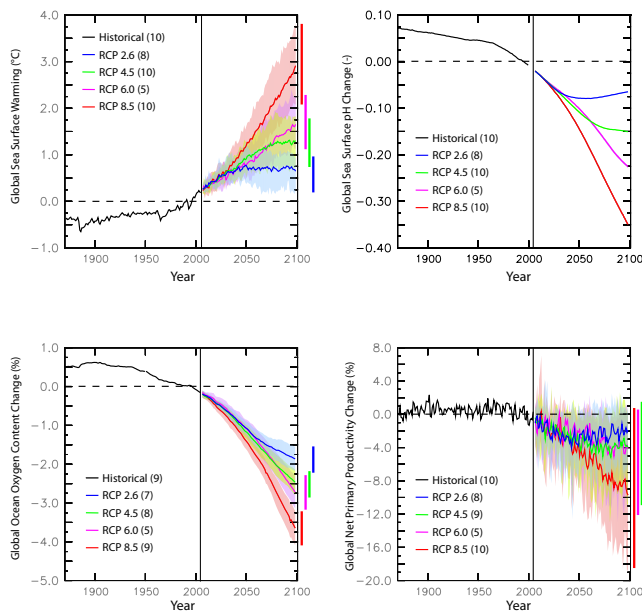 Global Sea Surface Warming (°C)
4.0
3.0
2.0
1.0
0.0
−1.0
Historical (10)
RCP 2.6 (8)
RCP 4.5 (10)
RCP 6.0 (5)
RCP 8.5 (10)
1900
1950
2000
2050
2100
Year
Global Sea Surface pH Change (-)
0.10
0.00
−0.10
−0.20
−0.30
−0.40
Historical (10)
RCP 2.6 (8)
RCP 4.5 (10)
RCP 6.0 (5)
RCP 8.5 (10)
1900
1950
2000
2050
2100
Year
Global Ocean Oxygen Content Change (%)
1.0
0.0
−1.0
−2.0
−3.0
−4.0
−5.0
Historical (9)
RCP 2.6 (7)
RCP 4.5 (8)
RCP 6.0 (5)
RCP 8.5 (9)
1900
1950
2000
2050
2100
Year
Global Net Primary Productivity Change (%)
8.0
4.0
0.0
−4.0
−8.0
−12.0
−16.0
−20.0
Historical (10)
RCP 2.6 (8)
RCP 4.5 (9)
RCP 6.0 (5)
RCP 8.5 (10)
1900
1950
2000
2050
2100
Year